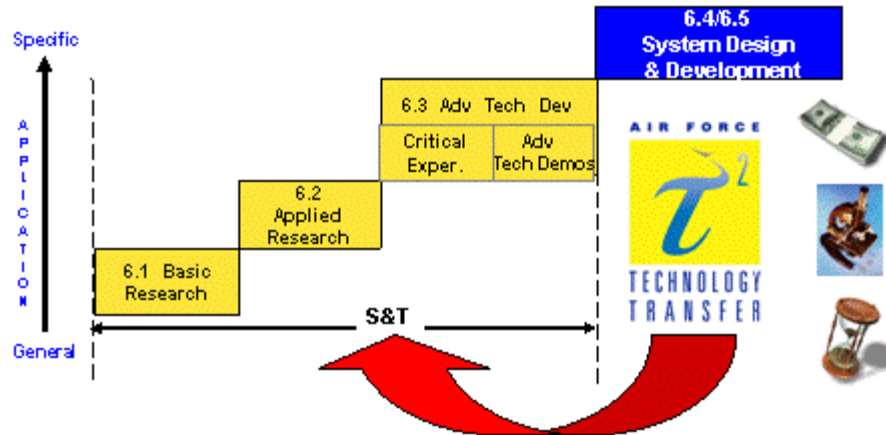 Specific
APPLICATION
General
6.1 Basic
Research
6.2
Applied
Research
6.3 Adv Tech Dev
Critical
Exper.
Adv
Tech Demos
6.4/6.5
System Design
& Development
S&T
AIR FORCE
T2
TECHNOLOGY
TRANSFER